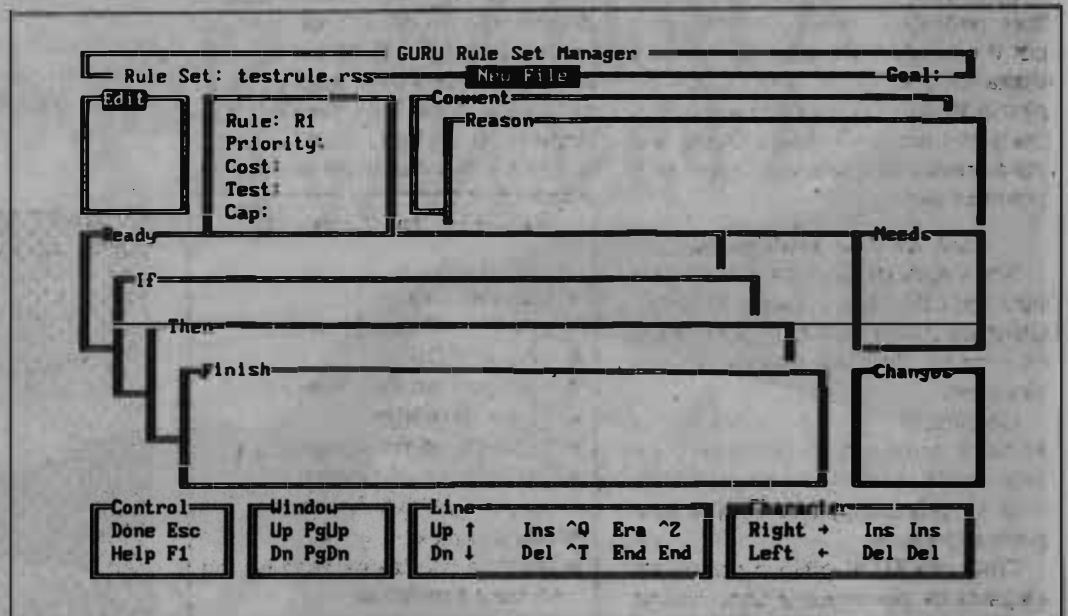 GURU Rule Set Manager
Rule Set: testrule.rss New File Goal:
Edit
Rule: R1
Priority:
Cost:
Test:
Cap:
Comment
Reason
Ready
If
Then
Finish
Needs
Changes
Control
Done Esc
Help F1
Window
Up PgUp
Dn PgDn
Line
Up ↑ Ins ^Q Era ^Z
Dn ↓ Del ^T End End
Character
Right → Ins Ins
Left ← Del Del